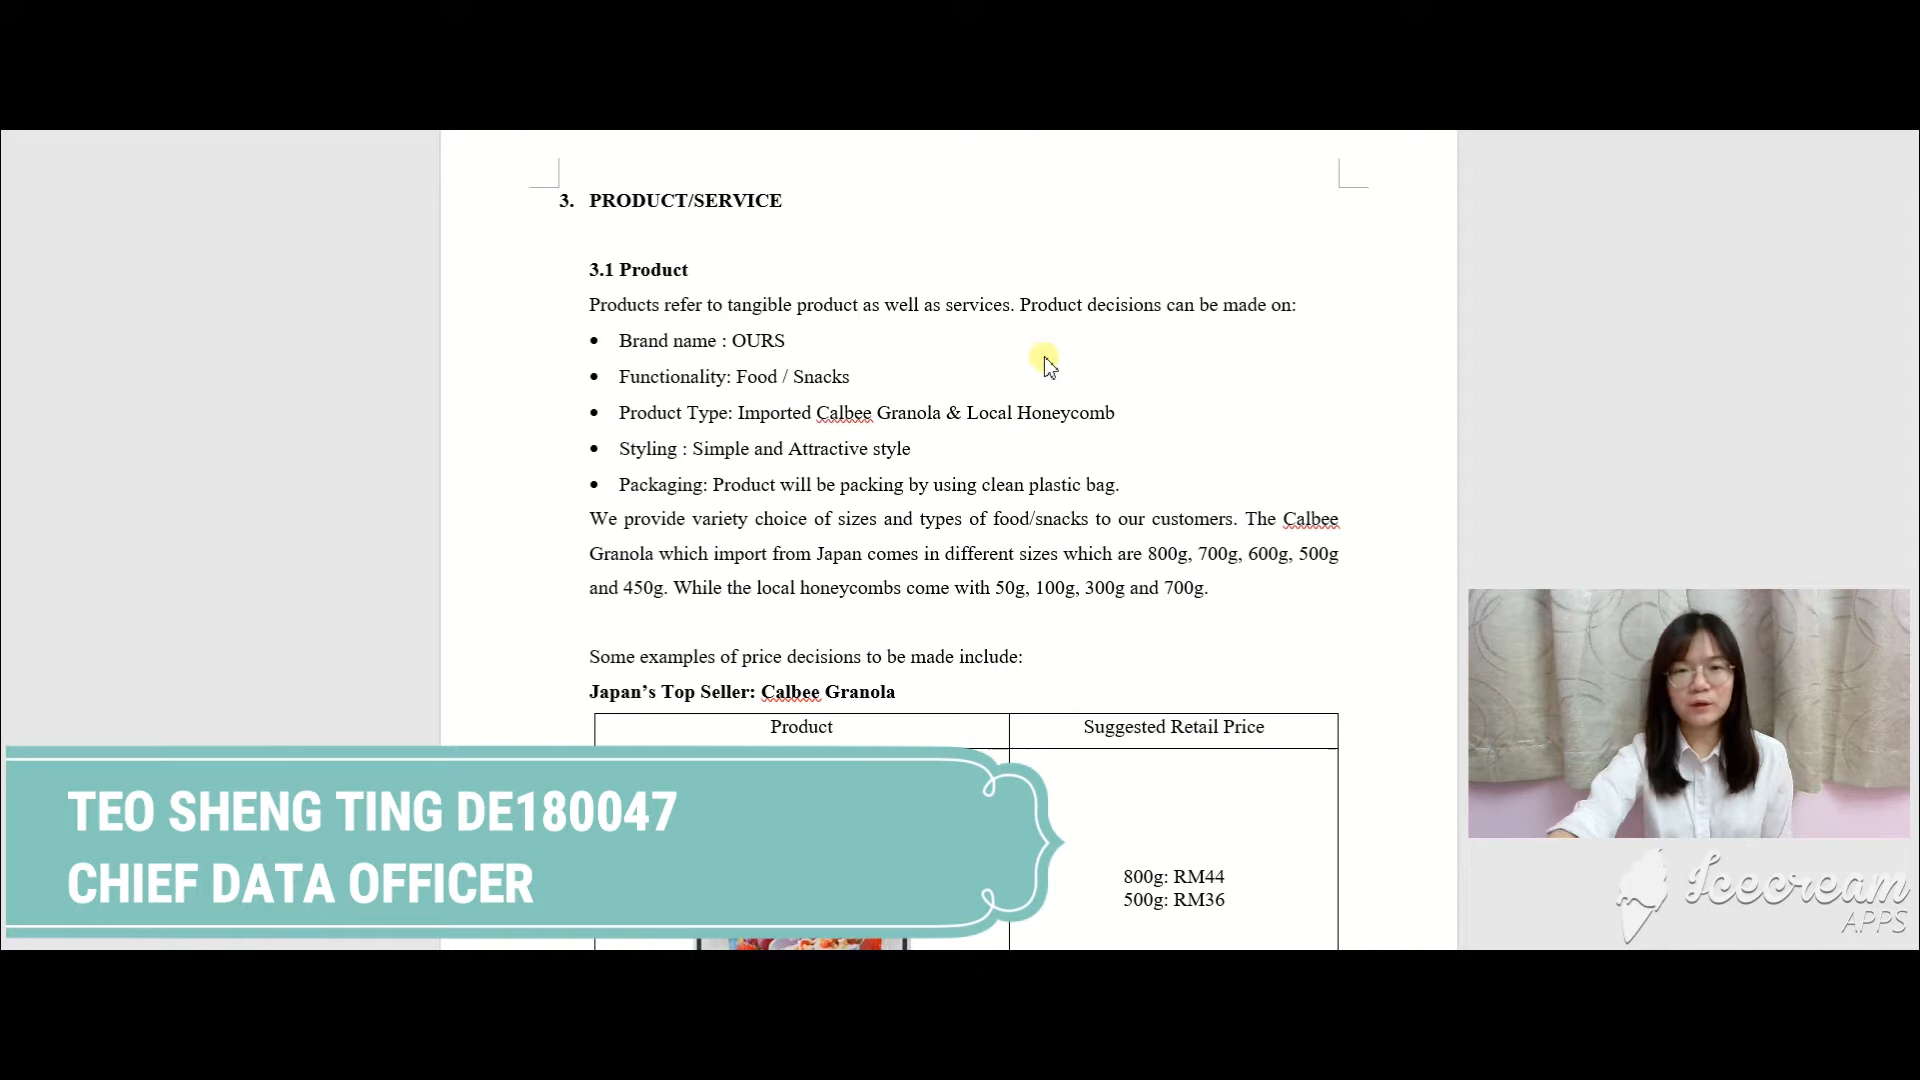 3. PRODUCT/SERVICE
3.1 Product
Products refer to tangible product as well as services. Product decisions can be made on:
• Brand name : OURS
• Functionality: Food / Snacks
• Product Type: Imported Calbee Granola & Local Honeycomb
• Styling : Simple and Attractive style
• Packaging: Product will be packing by using clean plastic bag.
We provide variety choice of sizes and types of food/snacks to our customers. The Calbee
Granola which import from Japan comes in different sizes which are 800g, 700g, 600g, 500g
and 450g. While the local honeycombs come with 50g, 100g, 300g and 700g.
Some examples of price decisions to be made include:
Japan’s Top Seller: Calbee Granola
Product Suggested Retail Price
800g: RM44
500g: RM36
TEO SHENG TING DE180047
CHIEF DATA OFFICER
Icecream
APPS